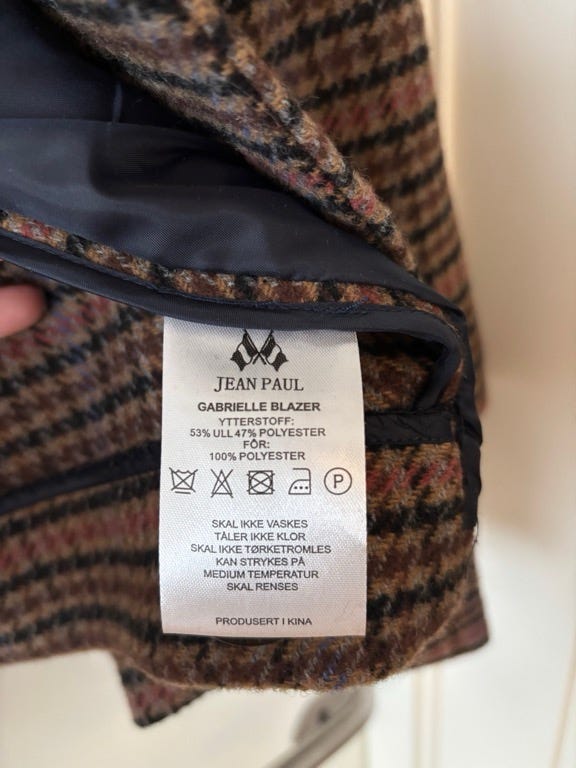 JEAN PAUL
GABRIELLE BLAZER
YTTERSTOFF:
53% ULL 47% POLYESTER
FÔR:
100% POLYESTER
P
SKAL IKKE VASKES
TÅLER IKKE KLOR
SKAL IKKE TØRKETROMLES
KAN STRYKES PÅ
MEDIUM TEMPERATUR
SKAL RENSES
PRODUSERT I KINA